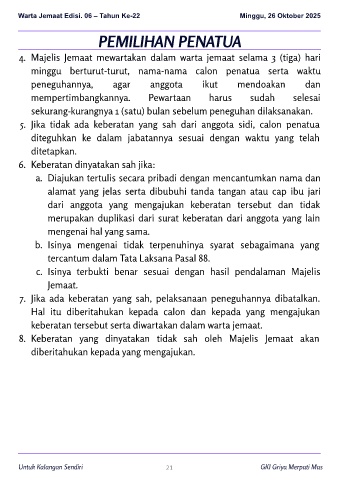 Warta Jemaat Edisi. 06 – Tahun Ke-22 Minggu, 26 Oktober 2025
PEMILIHAN PENATUA
4. Majelis Jemaat mewartakan dalam warta jemaat selama 3 (tiga) hari
minggu berturut-turut, nama-nama calon penatua serta waktu
peneguhannya, agar anggota ikut mendoakan dan
mempertimbangkannya. Pewartaan harus sudah selesai
sekurang-kurangnya 1 (satu) bulan sebelum peneguhan dilaksanakan.
5. Jika tidak ada keberatan yang sah dari anggota sidi, calon penatua
diteguhkan ke dalam jabatannya sesuai dengan waktu yang telah
ditetapkan.
6. Keberatan dinyatakan sah jika:
a. Diajukan tertulis secara pribadi dengan mencantumkan nama dan
alamat yang jelas serta dibubuhi tanda tangan atau cap ibu jari
dari anggota yang mengajukan keberatan tersebut dan tidak
merupakan duplikasi dari surat keberatan dari anggota yang lain
mengenai hal yang sama.
b. Isinya mengenai tidak terpenuhinya syarat sebagaimana yang
tercantum dalam Tata Laksana Pasal 88.
c. Isinya terbukti benar sesuai dengan hasil pendalaman Majelis
Jemaat.
7. Jika ada keberatan yang sah, pelaksanaan peneguhannya dibatalkan.
Hal itu diberitahukan kepada calon dan kepada yang mengajukan
keberatan tersebut serta diwartakan dalam warta jemaat.
8. Keberatan yang dinyatakan tidak sah oleh Majelis Jemaat akan
diberitahukan kepada yang mengajukan.
Untuk Kalangan Sendiri 21 GKI Griya Merpati Mas